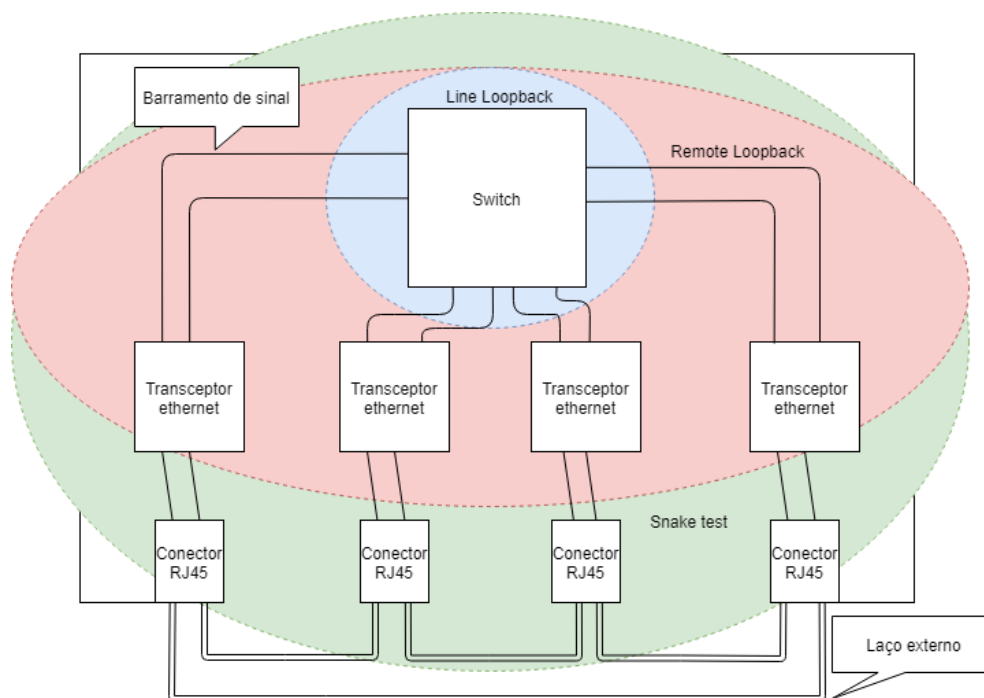 Line Loopback
Barramento de sinal
Remote Loopback
Switch
Transceptor
ethernet
Transceptor
ethernet
Transceptor
ethernet
Transceptor
ethernet
Snake test
Conector
RJ45
Conector
RJ45
Conector
RJ45
Conector
RJ45
Laço externo